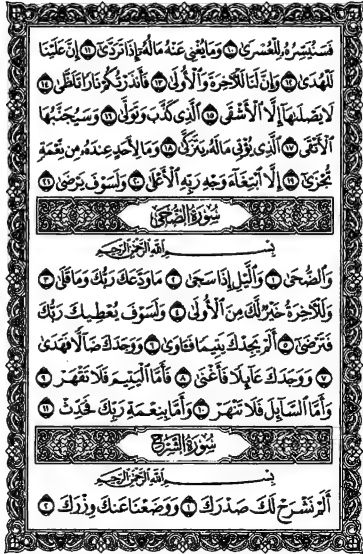 فَسَنُيَسِّرُهُۥ لِلْعُسْرَىٰ ١٠ وَمَا يُغْنِى عَنْهُ مَالُهُۥٓ إِذَا تَرَدَّىٰٓ ١١ إِنَّ عَلَيْنَا
لَلْهُدَىٰ ١٢ وَإِنَّ لَنَا لَلْـَٔاخِرَةَ وَٱلْأُولَىٰ ١٣ فَأَنذَرْتُكُمْ نَارًا تَلَظَّىٰ ١٤
لَا يَصْلَىٰهَآ إِلَّا ٱلْأَشْقَى ١٥ ٱلَّذِى كَذَّبَ وَتَوَلَّىٰ ١٦ وَسَيُجَنَّبُهَا
ٱلْأَتْقَى ١٧ ٱلَّذِى يُؤْتِى مَالَهُۥ يَتَزَكَّىٰ ١٨ وَمَا لِأَحَدٍ عِندَهُۥ مِن نِّعْمَةٍ
تُجْزَىٰٓ ١٩ إِلَّا ٱبْتِغَآءَ وَجْهِ رَبِّهِ ٱلْأَعْلَىٰ ٢٠ وَلَسَوْفَ يَرْضَىٰ ٢١
سُورَةُ الضُّحَىٰ
بِسْمِ ٱللَّهِ ٱلرَّحْمَٰنِ ٱلرَّحِيمِ
وَٱلضُّحَىٰ ١ وَٱلَّيْلِ إِذَا سَجَىٰ ٢ مَا وَدَّعَكَ رَبُّكَ وَمَا قَلَىٰ ٣
وَلَلْـَٔاخِرَةُ خَيْرٌ لَّكَ مِنَ ٱلْأُولَىٰ ٤ وَلَسَوْفَ يُعْطِيكَ رَبُّكَ
فَتَرْضَىٰٓ ٥ أَلَمْ يَجِدْكَ يَتِيمًا فَـَٔاوَىٰ ٦ وَوَجَدَكَ ضَآلًّا فَهَدَىٰ
٧ وَوَجَدَكَ عَآئِلًا فَأَغْنَىٰ ٨ فَأَمَّا ٱلْيَتِيمَ فَلَا تَقْهَرْ ٩
وَأَمَّا ٱلسَّآئِلَ فَلَا تَنْهَرْ ١٠ وَأَمَّا بِنِعْمَةِ رَبِّكَ فَحَدِّثْ ١١
سُورَةُ الشَّرْحِ
بِسْمِ ٱللَّهِ ٱلرَّحْمَٰنِ ٱلرَّحِيمِ
أَلَمْ نَشْرَحْ لَكَ صَدْرَكَ ١ وَوَضَعْنَا عَنكَ وِزْرَكَ ٢